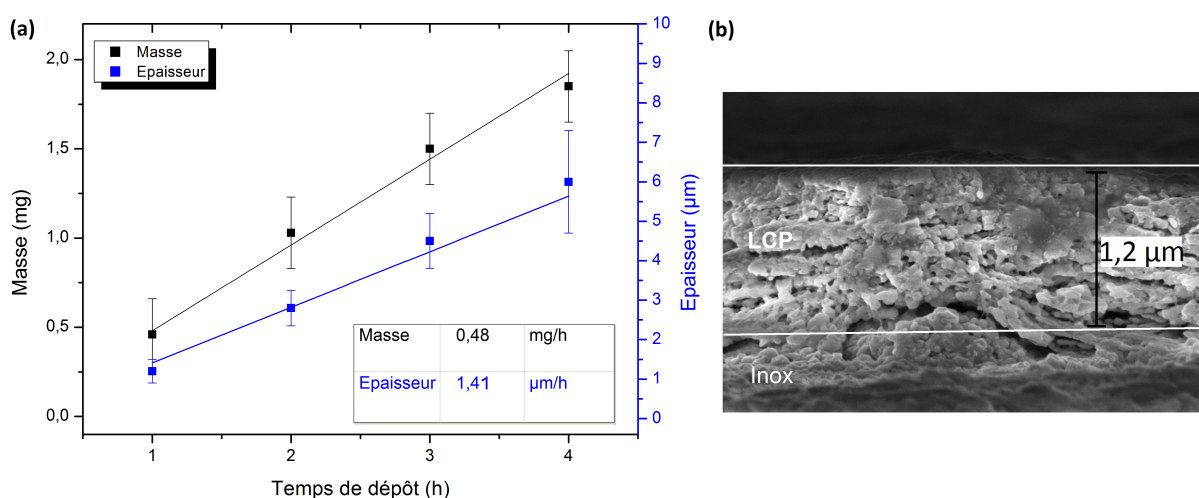 (a)
Masse
Epaisseur
2,0
1,5
1,0
0,5
0,0
Masse (mg)
10
9
8
7
6
5
4
3
2
1
0
Epaisseur (µm)
Masse 0,48 mg/h
Epaisseur 1,41 µm/h
1 2 3 4
Temps de dépôt (h)
(b)
LCP
1,2 µm
Inox